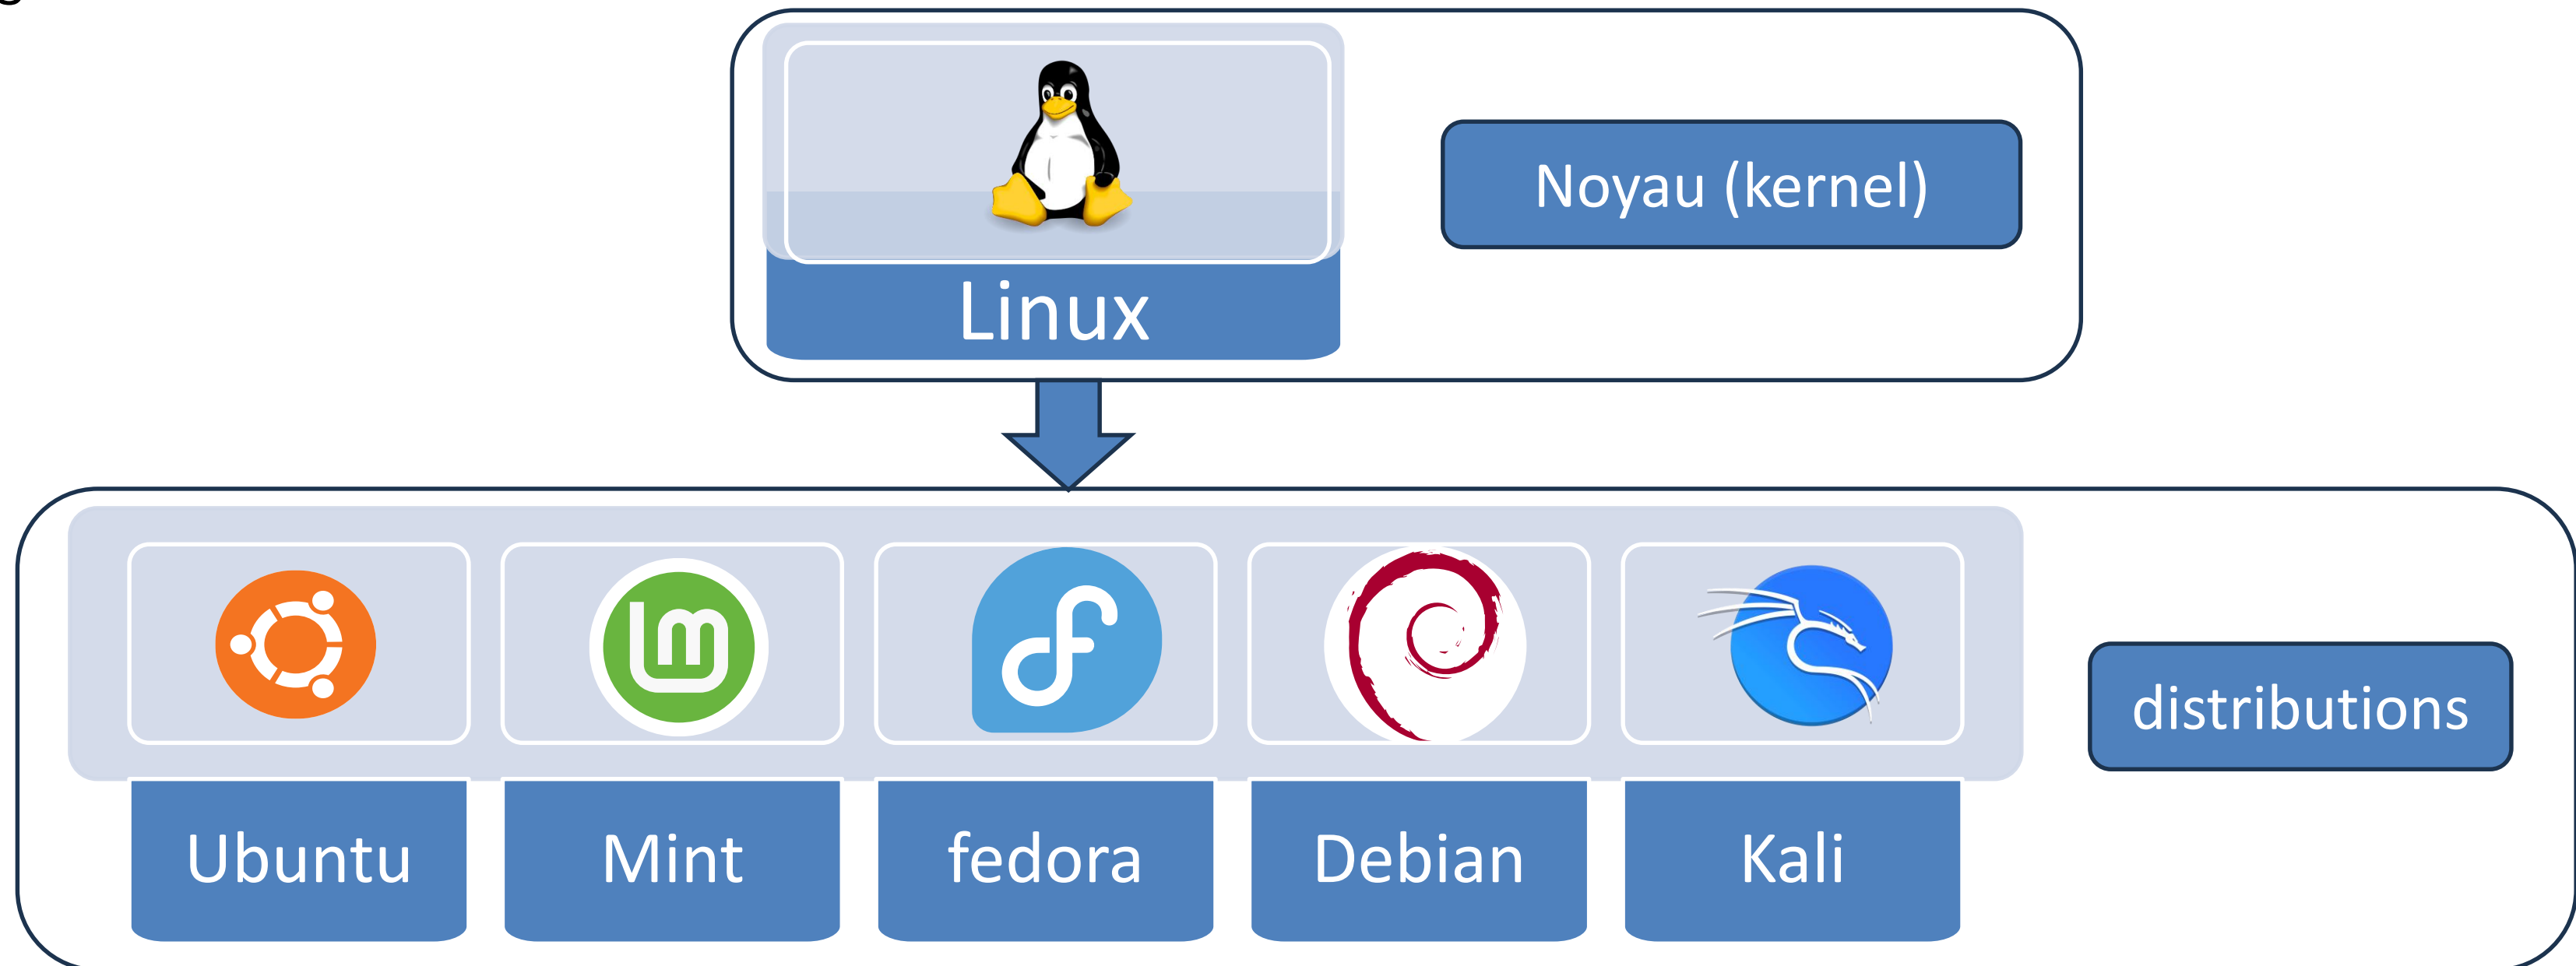 Linux
Noyau (kernel)
Ubuntu
Mint
fedora
Debian
Kali
distributions